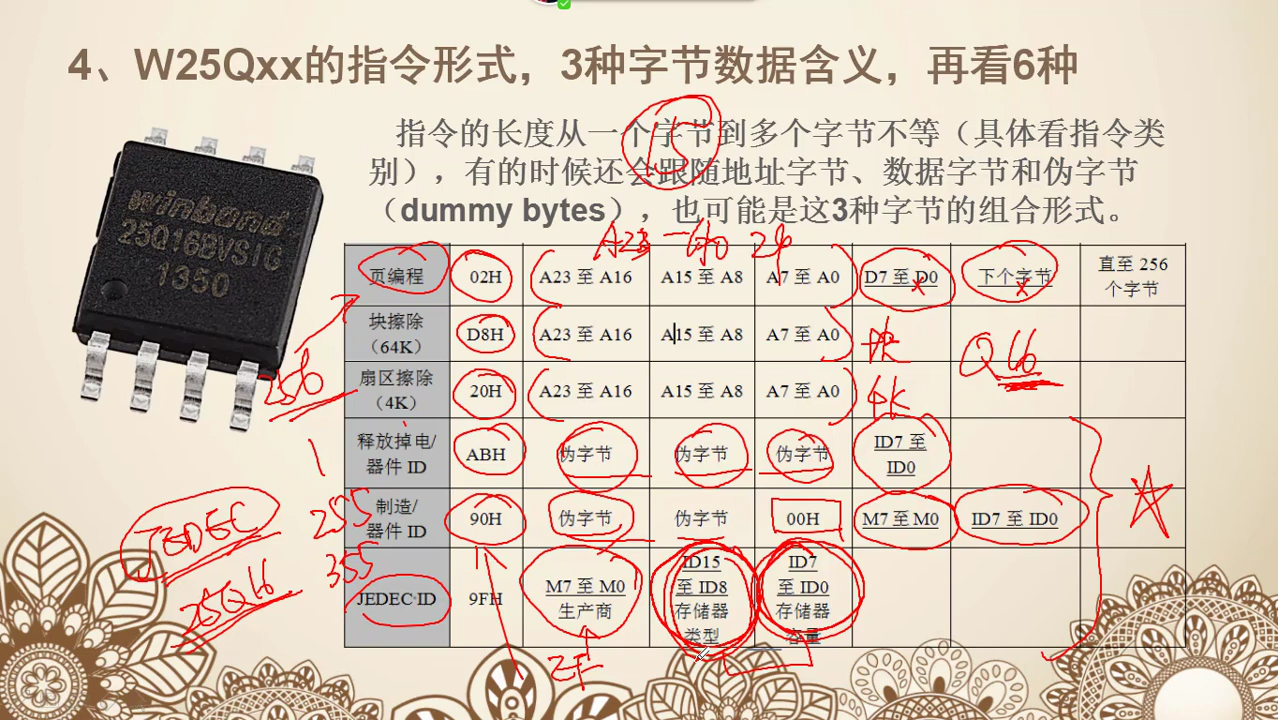 4、W25Qxx的指令形式，3种字节数据含义，再看6种
指令的长度从一个字节到多个字节不等（具体看指令类
别），有的时候还会跟随地址字节、数据字节和伪字节
（dummy bytes），也可能是这3种字节的组合形式。
15
winbond
25Q16BVSIG
1350
A23 — A0 24
页编程 02H A23 至 A16 A15 至 A8 A7 至 A0 D7 至 D0 下个字节 直至 256
个字节
块擦除
（64K） D8H A23 至 A16 A15 至 A8 A7 至 A0 块 Q16
256
扇区擦除
（4K） 20H A23 至 A16 A15 至 A8 A7 至 A0 4K
释放掉电/
器件 ID ABH 伪字节 伪字节 伪字节 ID7 至
ID0
制造/
器件 ID 90H 伪字节 伪字节 00H M7 至 M0 ID7 至 ID0
1
255
355
JEDEC
25Q16
JEDEC ID 9FH M7 至 M0
生产商 ID15
至 ID8
存储器
类型 ID7
至 ID0
存储器
容量
EF